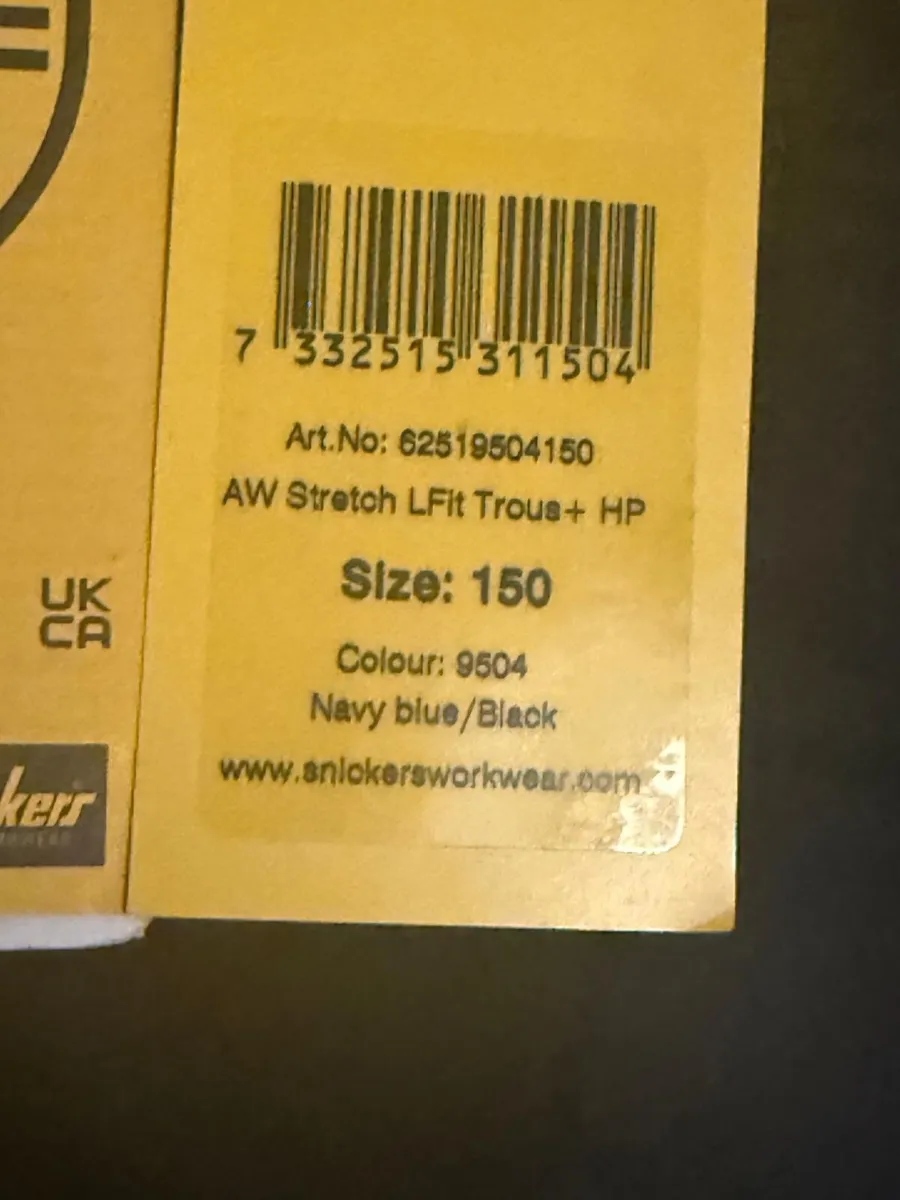 7 332515 311504
Art.No: 62519504150
AW Stretch LFit Trous+ HP
Size: 150
Colour: 9504
Navy blue/Black
www.snickersworkwear.com
UK
CA
kers